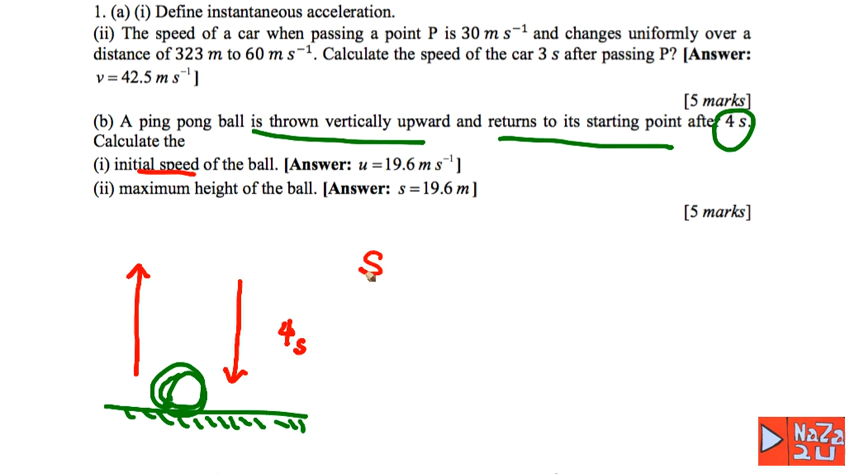 1. (a) (i) Define instantaneous acceleration.
(ii) The speed of a car when passing a point P is 30 m s⁻¹ and changes uniformly over a
distance of 323 m to 60 m s⁻¹. Calculate the speed of the car 3 s after passing P? [Answer:
v = 42.5 m s⁻¹]
[5 marks]
(b) A ping pong ball is thrown vertically upward and returns to its starting point after 4 s.
Calculate the
(i) initial speed of the ball. [Answer: u = 19.6 m s⁻¹]
(ii) maximum height of the ball. [Answer: s = 19.6 m]
[5 marks]
S
4s
NaZa
2U